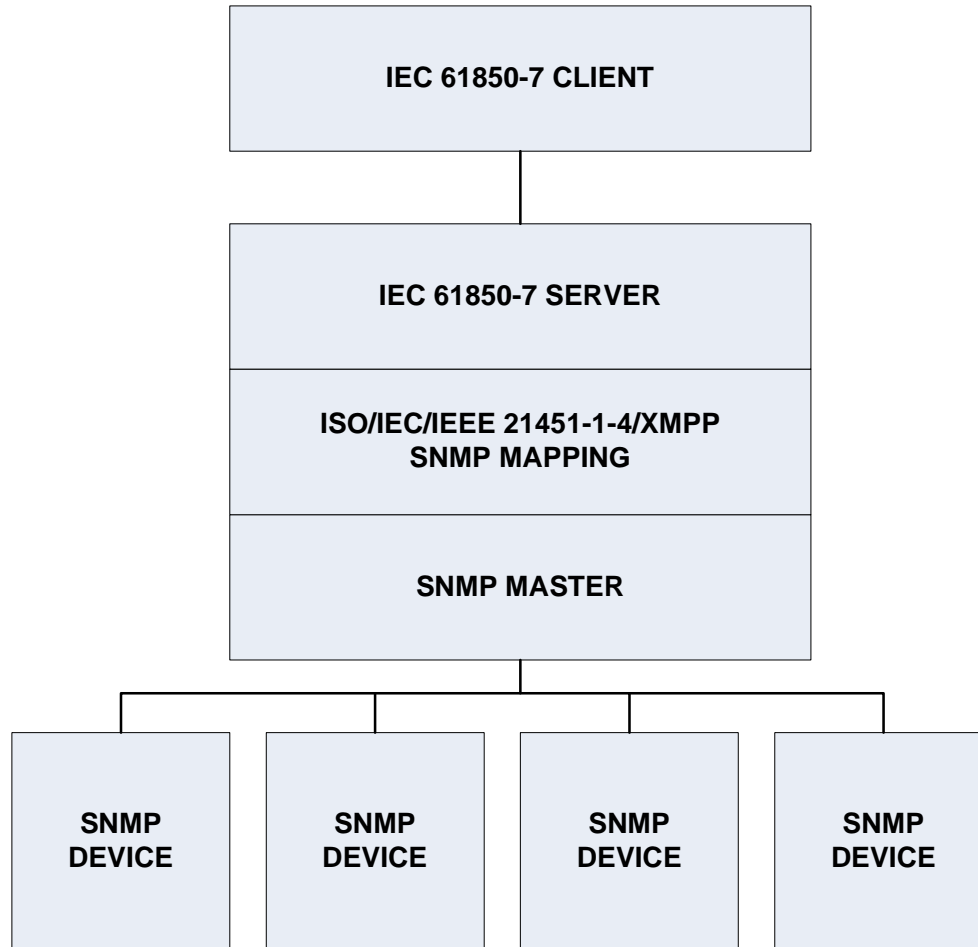 IEC 61850-7 CLIENT
IEC 61850-7 SERVER
ISO/IEC/IEEE 21451-1-4/XMPP
SNMP MAPPING
SNMP MASTER
SNMP
DEVICE
SNMP
DEVICE
SNMP
DEVICE
SNMP
DEVICE